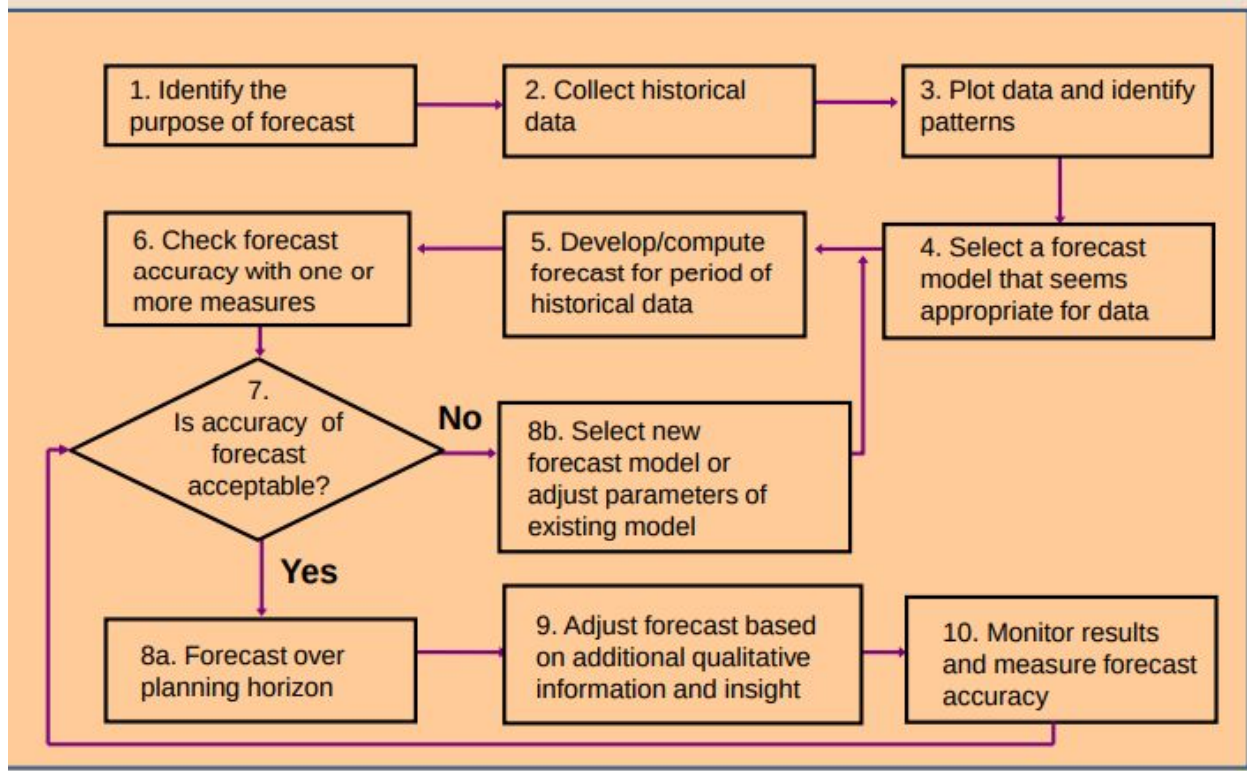 1. Identify the
purpose of forecast
2. Collect historical
data
3. Plot data and identify
patterns
4. Select a forecast
model that seems
appropriate for data
5. Develop/compute
forecast for period of
historical data
6. Check forecast
accuracy with one or
more measures
7.
Is accuracy of
forecast
acceptable?
No
8b. Select new
forecast model or
adjust parameters of
existing model
Yes
8a. Forecast over
planning horizon
9. Adjust forecast based
on additional qualitative
information and insight
10. Monitor results
and measure forecast
accuracy